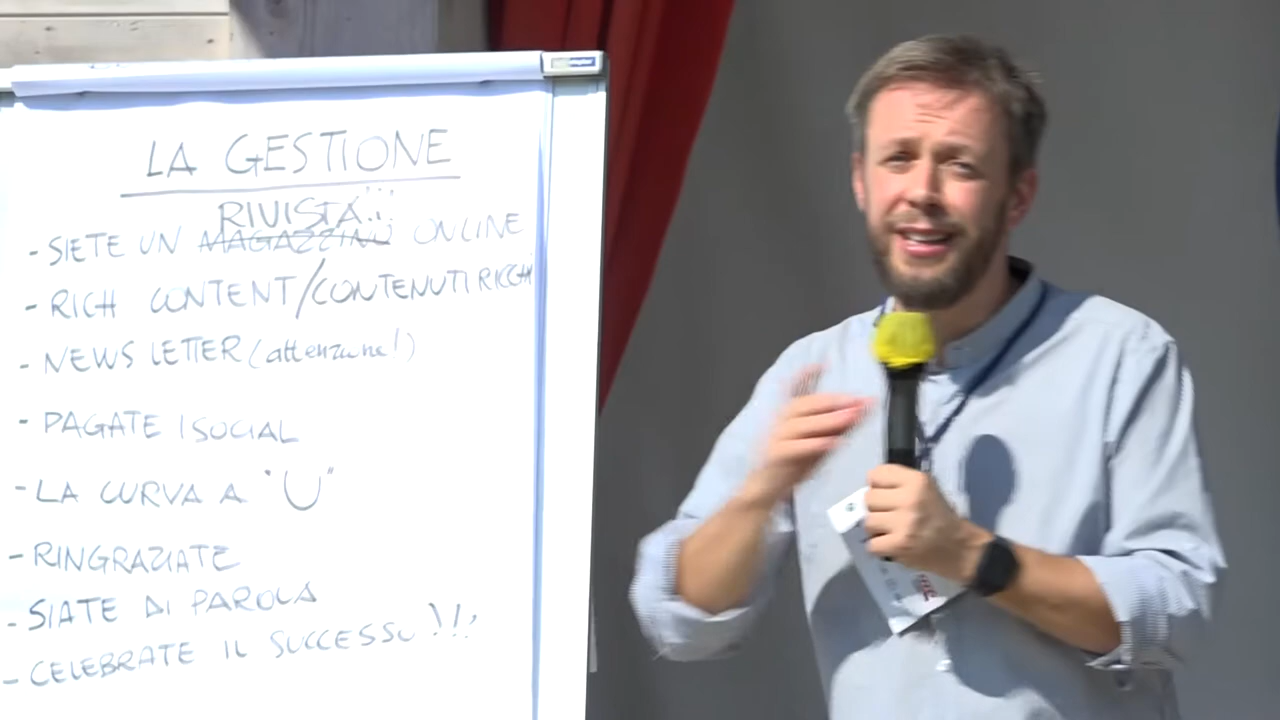 LA GESTIONE
RIVISTA...
- SIETE UN MAGAZZINO ONLINE
- RICH CONTENT/CONTENUTI RICCHI
- NEWS LETTER (attenzione!)
- PAGATE I SOCIAL
- LA CURVA A "U"
- RINGRAZIATE
- SIATE DI PAROLA
- CELEBRATE IL SUCCESSO !!!